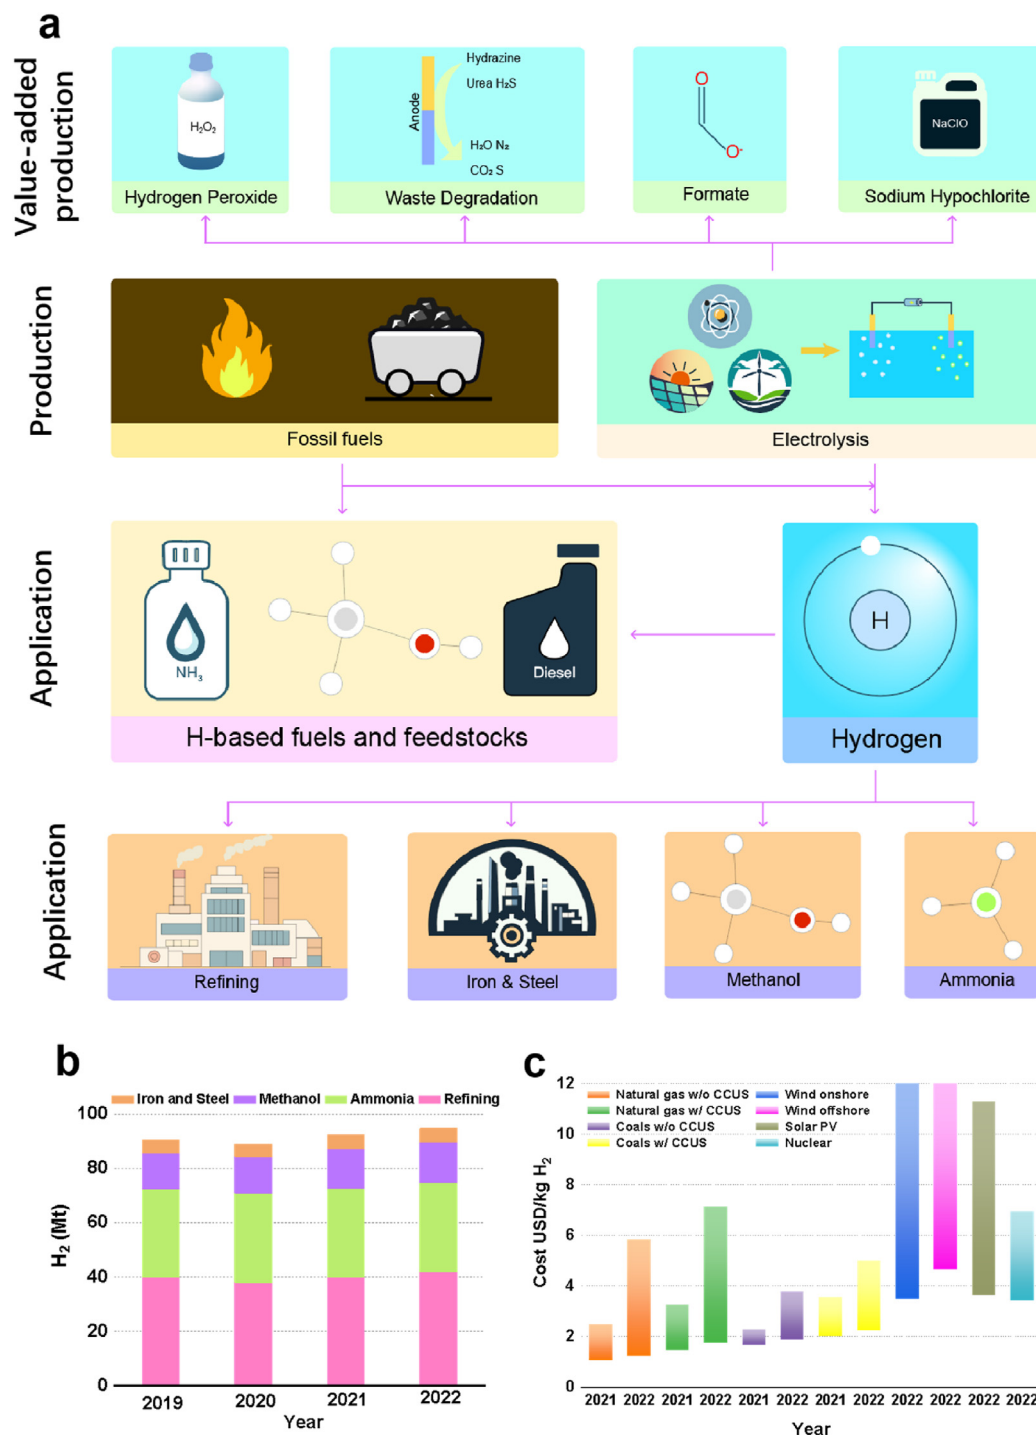 a
Value-added
production
H₂O₂
Hydrogen Peroxide
Anode
Hydrazine
Urea H₂S
H₂O N₂
CO₂ S
Waste Degradation
O
O-
Formate
NaClO
Sodium Hypochlorite
Production
Fossil fuels
Electrolysis
Application
NH₃
Diesel
H-based fuels and feedstocks
H
Hydrogen
Application
Refining
Iron & Steel
Methanol
Ammonia
b
Iron and Steel Methanol Ammonia Refining
H₂ (Mt)
100
80
60
40
20
0
2019 2020 2021 2022
Year
c
Natural gas w/o CCUS Wind onshore
Natural gas w/ CCUS Wind offshore
Coals w/o CCUS Solar PV
Coals w/ CCUS Nuclear
Cost USD/kg H₂
12
10
8
6
4
2
0
2021 2022 2021 2022 2021 2022 2021 2022 2022 2022 2022 2022
Year